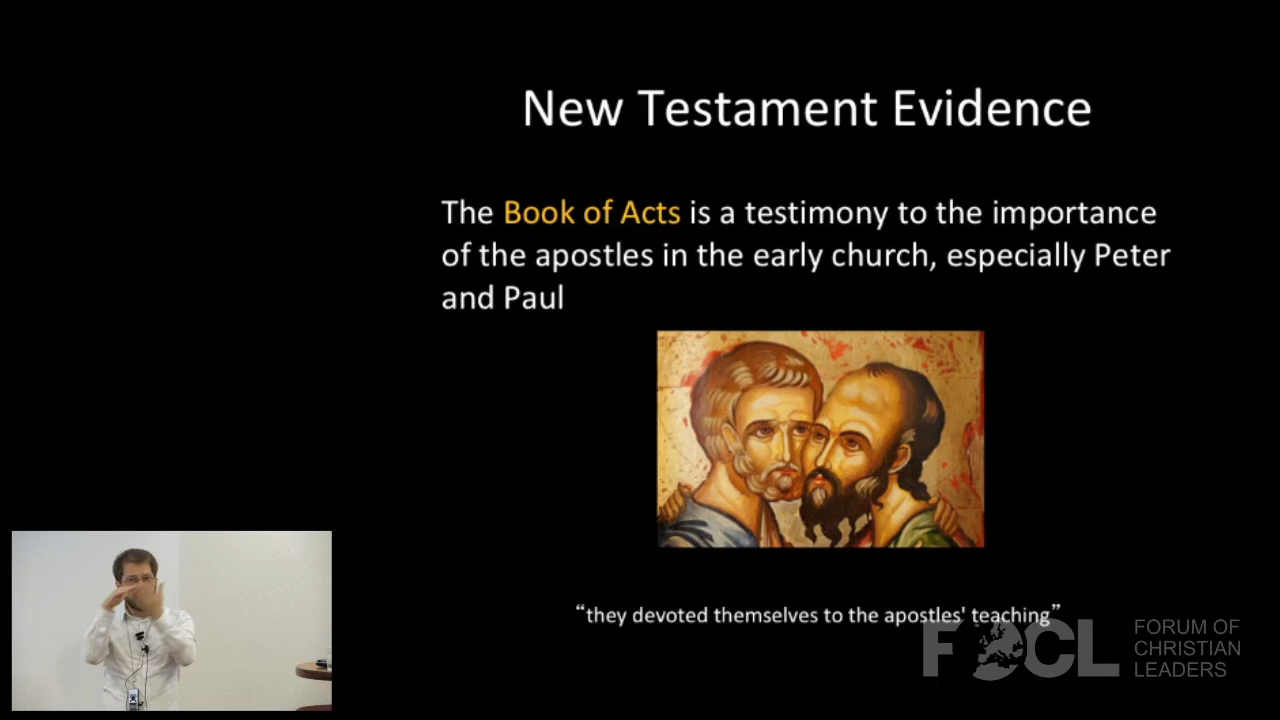 New Testament Evidence
The Book of Acts is a testimony to the importance
of the apostles in the early church, especially Peter
and Paul
“they devoted themselves to the apostles' teaching”
FOCL
FORUM OF
CHRISTIAN
LEADERS